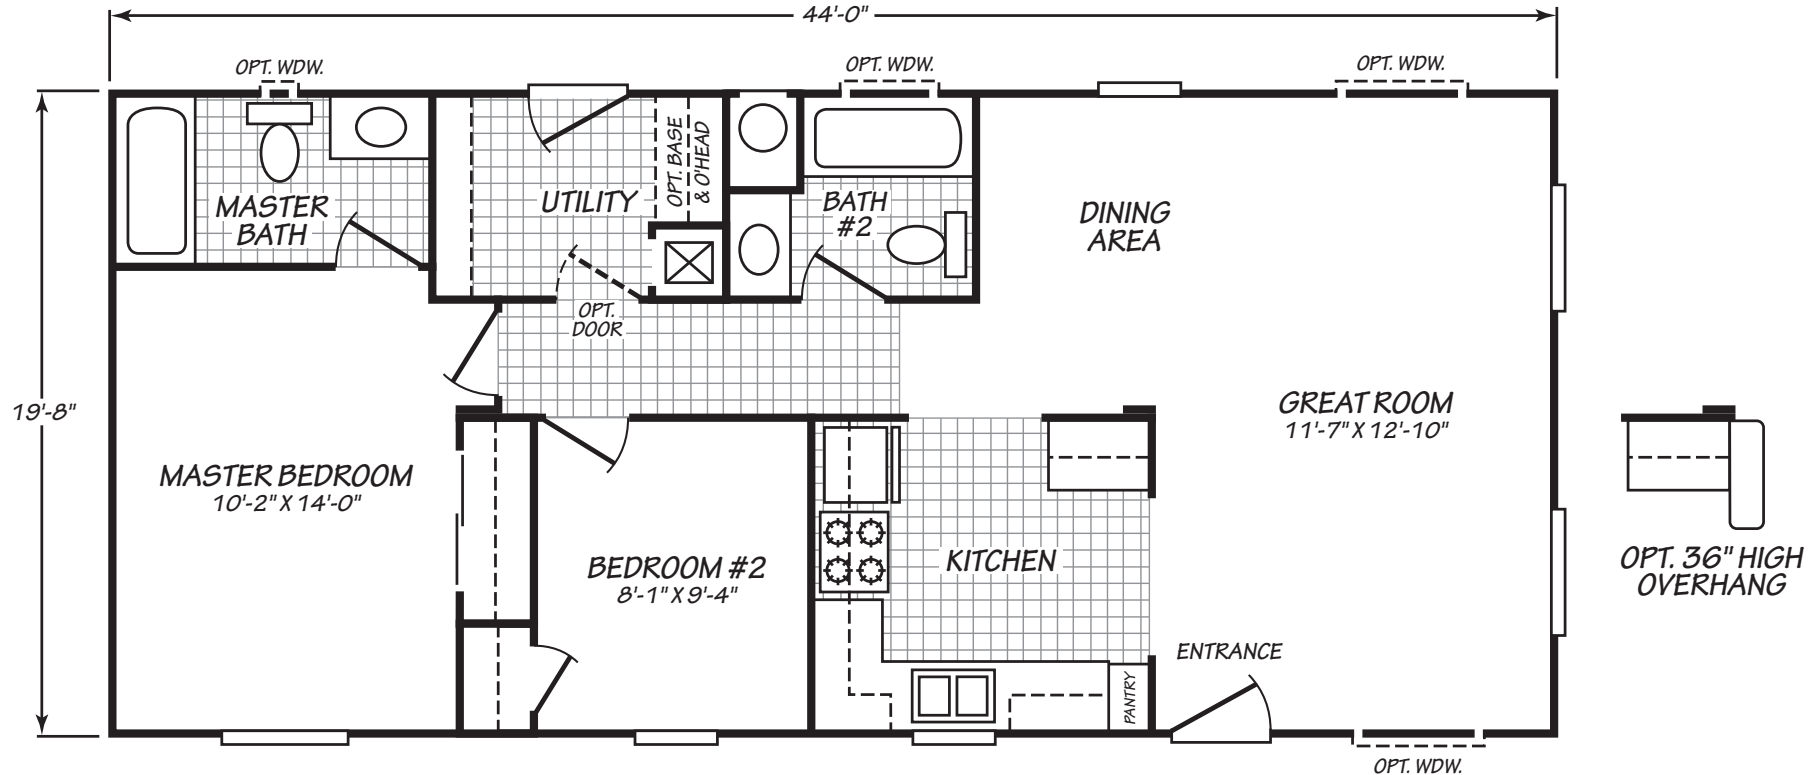 44'-0"
OPT. WDW.
OPT. WDW.
OPT. WDW.
OPT. BASE
& O'HEAD
UTILITY
MASTER
BATH
BATH
#2
DINING
AREA
OPT.
DOOR
19'-8"
GREAT ROOM
11'-7" X 12'-10"
MASTER BEDROOM
10'-2" X 14'-0"
BEDROOM #2
8'-1" X 9'-4"
KITCHEN
OPT. 36" HIGH
OVERHANG
ENTRANCE
PANTRY
OPT. WDW.